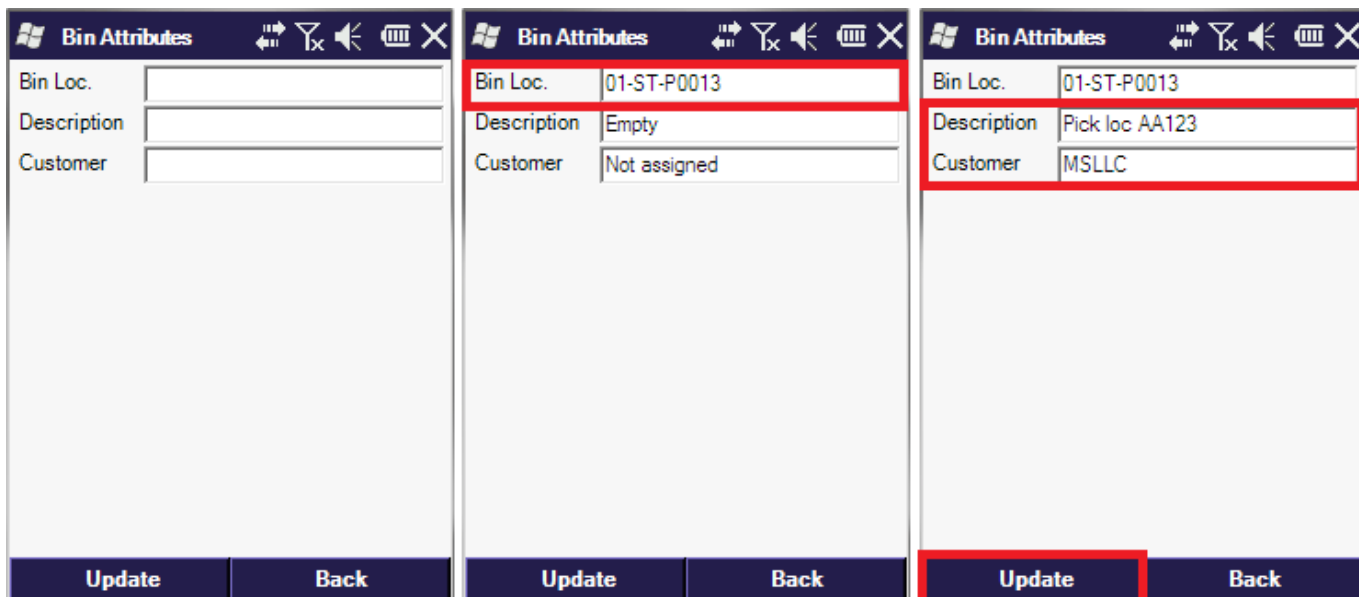 Bin Attributes
Bin Loc.
Description
Customer
Update Back
Bin Attributes
Bin Loc. 01-ST-P0013
Description Empty
Customer Not assigned
Update Back
Bin Attributes
Bin Loc. 01-ST-P0013
Description Pick loc AA123
Customer MSLLC
Update Back